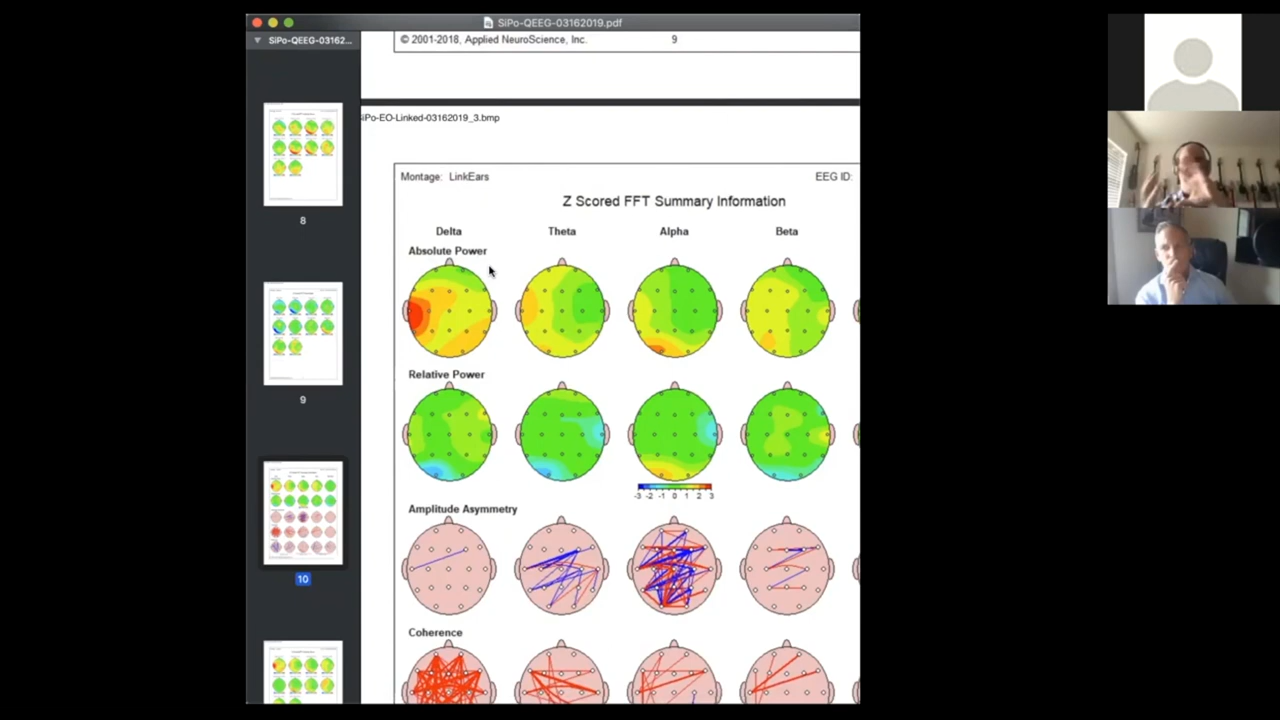 SiPo-QEEG-03162019.pdf
SiPo-QEEG-03162...
© 2001-2018, Applied NeuroScience, Inc. 9
SiPo-EO-Linked-03162019_3.bmp
Montage: LinkEars EEG ID:
Z Scored FFT Summary Information
Delta Theta Alpha Beta
Absolute Power
8
Relative Power
9
-3 -2 -1 0 1 2 3
Amplitude Asymmetry
10
Coherence